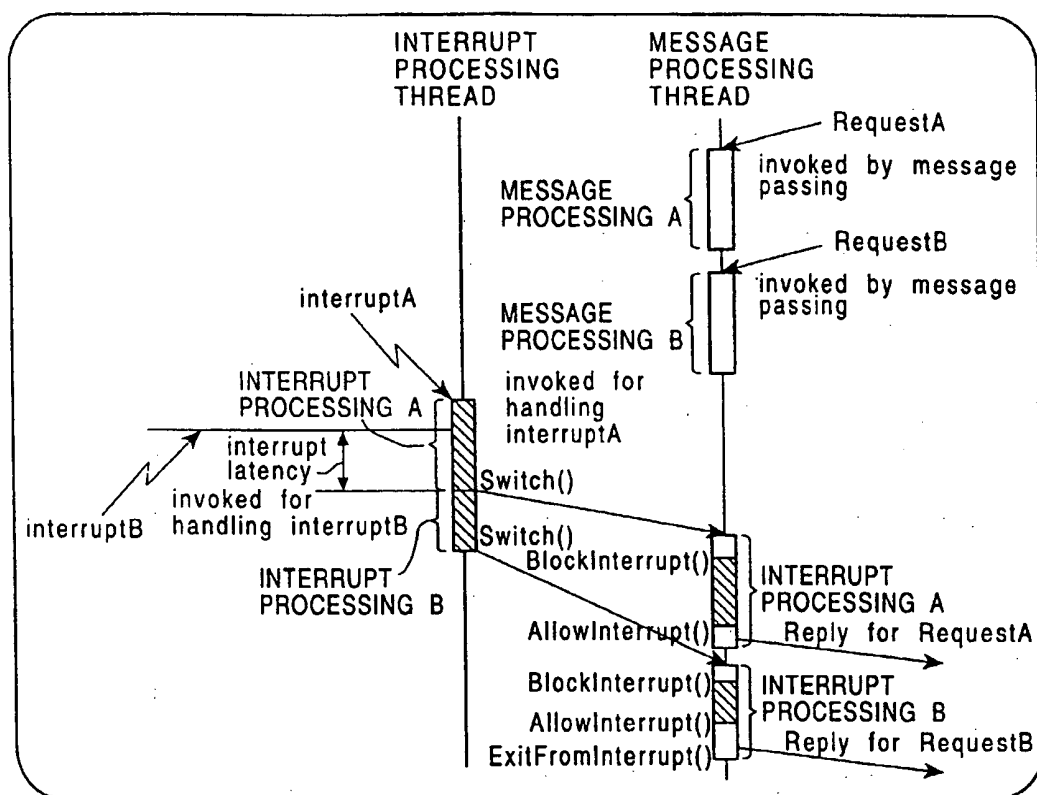 INTERRUPT
PROCESSING
THREAD
MESSAGE
PROCESSING
THREAD
RequestA
invoked by message
passing
MESSAGE
PROCESSING A
RequestB
invoked by message
passing
MESSAGE
PROCESSING B
interruptA
INTERRUPT
PROCESSING A
invoked for
handling
interruptA
interrupt
latency
Switch()
invoked for
handling interruptB
interruptB
Switch()
BlockInterrupt()
INTERRUPT
PROCESSING B
INTERRUPT
PROCESSING A
AllowInterrupt()
Reply for RequestA
BlockInterrupt()
INTERRUPT
PROCESSING B
AllowInterrupt()
Reply for RequestB
ExitFromInterrupt()